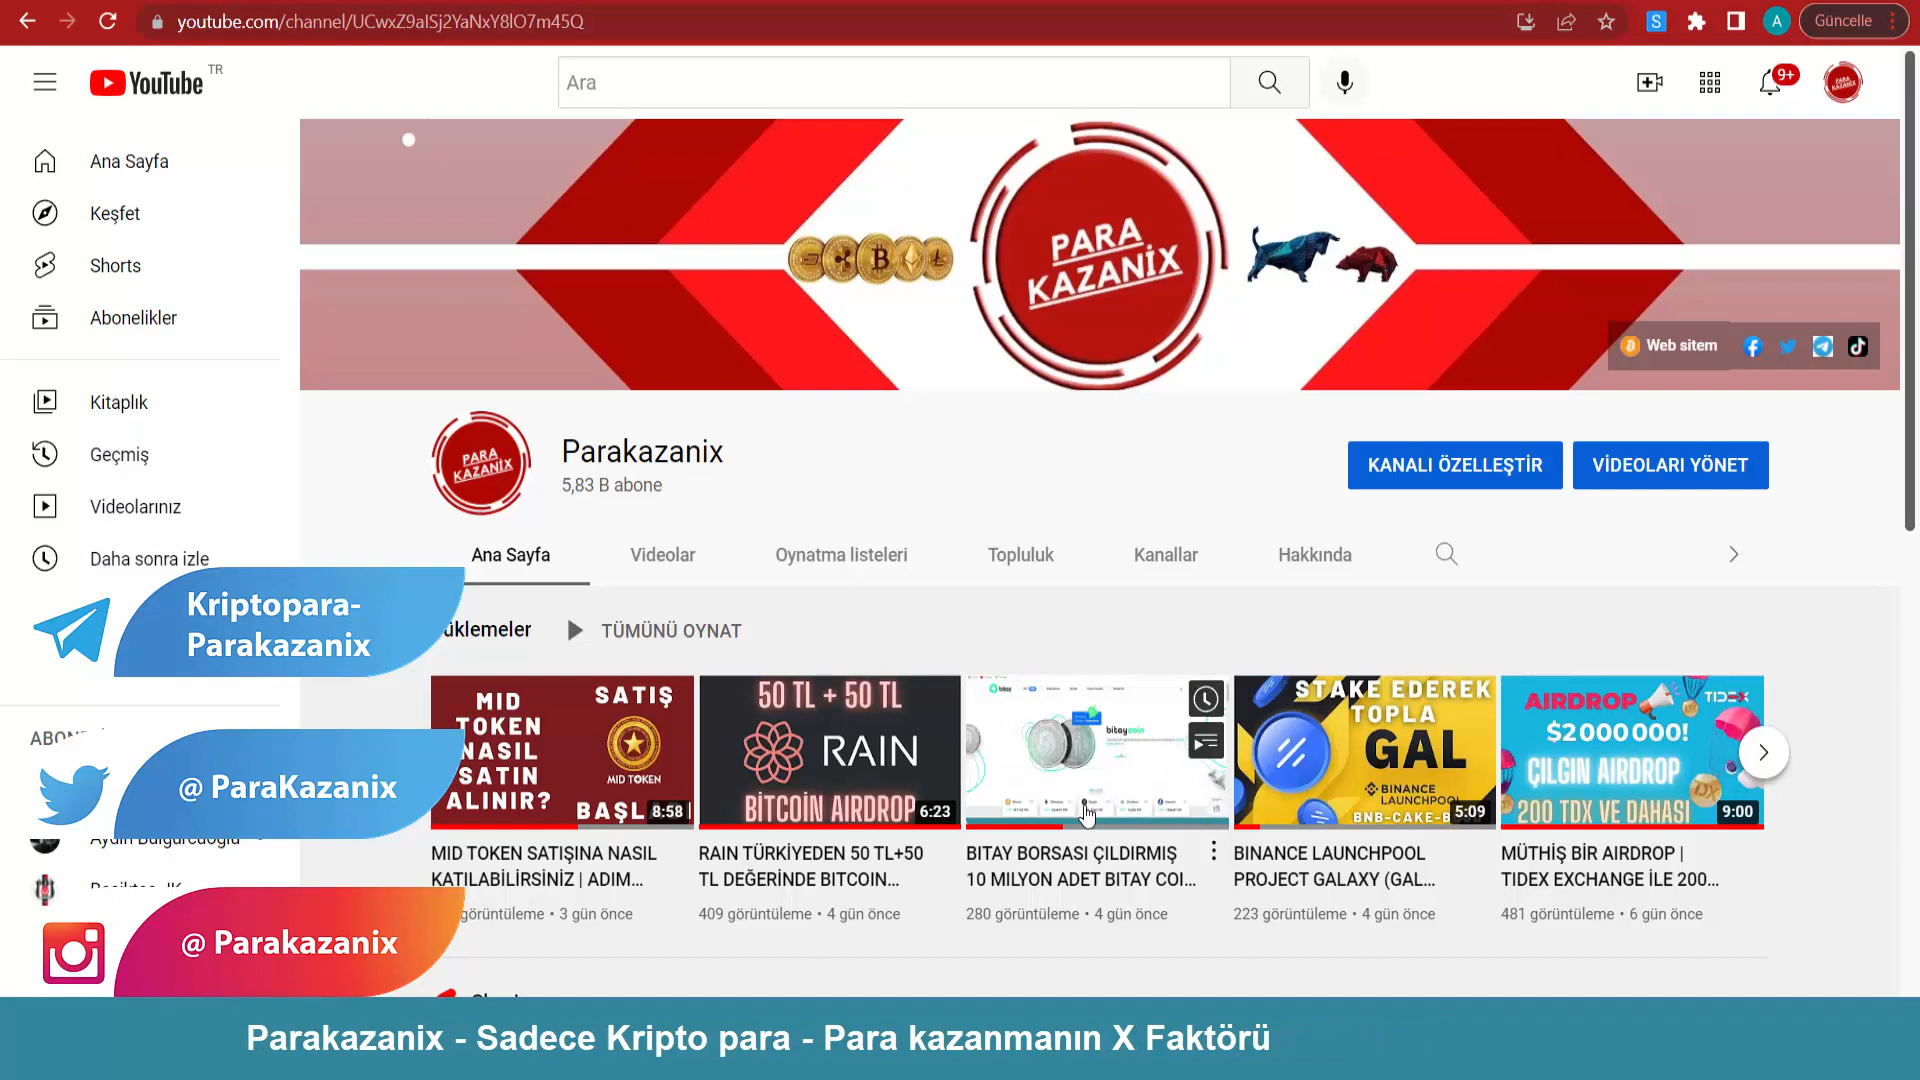 youtube.com/channel/UCwxZ9aISj2YaNxY8lO7m45Q
S
A
Güncelle
YouTube TR
Ara
9+
Ana Sayfa
Keşfet
Shorts
Abonelikler
Kitaplık
Geçmiş
Videolarınız
Daha sonra izle
PARA
KAZANİX
Web sitem
PARA
KAZANİX
Parakazanix
5,83 B abone
KANALI ÖZELLEŞTİR
VİDEOLARI YÖNET
Ana Sayfa
Videolar
Oynatma listeleri
Topluluk
Kanallar
Hakkında
Kriptopara-
Parakazanix
üklemeler
TÜMÜNÜ OYNAT
MID
TOKEN
NASIL
SATIN
ALINIR?
SATIŞ
MID TOKEN
BAŞL
8:58
50 TL + 50 TL
RAIN
BİTCOİN AIRDROP
6:23
bitay
bitaycoin
STAKE EDEREK
TOPLA
GAL
BINANCE
LAUNCHPOOL
5:09
AIRDROP
TIDEX
$2000000!
ÇILGIN AIRDROP
200 TDX VE DAHASI
9:00
MID TOKEN SATIŞINA NASIL
KATILABİLİRSİNİZ | ADIM...
görüntüleme • 3 gün önce
RAIN TÜRKİYEDEN 50 TL+50
TL DEĞERİNDE BITCOIN...
409 görüntüleme • 4 gün önce
BITAY BORSASI ÇILDIRMIŞ
10 MILYON ADET BITAY COI...
280 görüntüleme • 4 gün önce
BINANCE LAUNCHPOOL
PROJECT GALAXY (GAL...
223 görüntüleme • 4 gün önce
MÜTHİŞ BİR AIRDROP |
TIDEX EXCHANGE İLE 200...
481 görüntüleme • 6 gün önce
@ ParaKazanix
@ Parakazanix
Parakazanix - Sadece Kripto para - Para kazanmanın X Faktörü